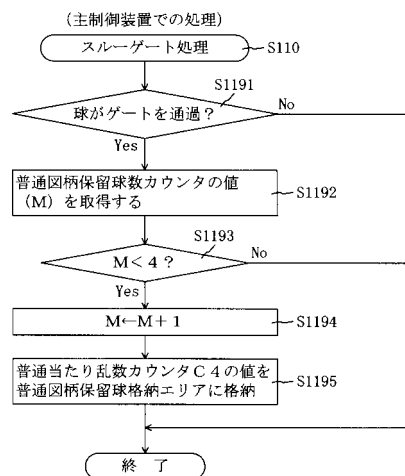 (主制御装置での処理)
スルーゲート処理
S110
S1191
球がゲートを通過?
No
Yes
普通図柄保留球数カウンタの値
(M)を取得する
S1192
S1193
M<4?
No
Yes
M←M+1
S1194
普通当たり乱数カウンタC4の値を
普通図柄保留球格納エリアに格納
S1195
終 了